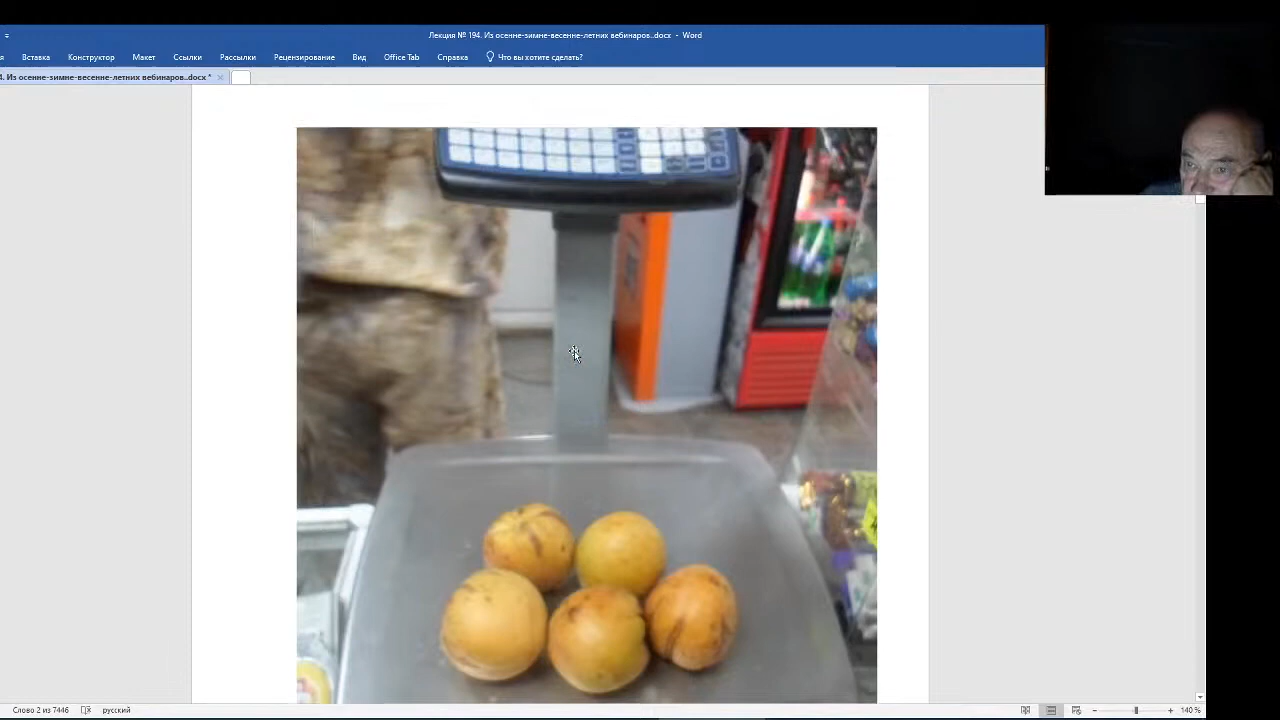 Лекция № 194. Из осенне-зимне-весенне-летних вебинаров..docx - Word
я Вставка Конструктор Макет Ссылки Рассылки Рецензирование Вид Office Tab Справка Что вы хотите сделать?
4. Из осенне-зимне-весенне-летних вебинаров..docx *
Слово 2 из 7446 русский 140 %